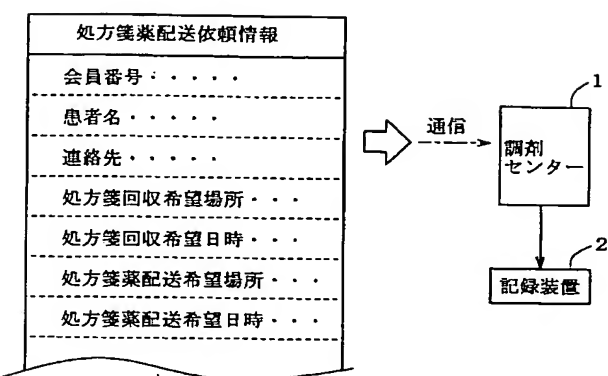 処方箋薬配送依頼情報
会員番号・・・・・
患者名・・・・・
連絡先・・・・・
処方箋回収希望場所・・・
処方箋回収希望日時・・・
処方箋薬配送希望場所・・・
処方箋薬配送希望日時・・・
通信
1
調剤
センター
2
記録装置